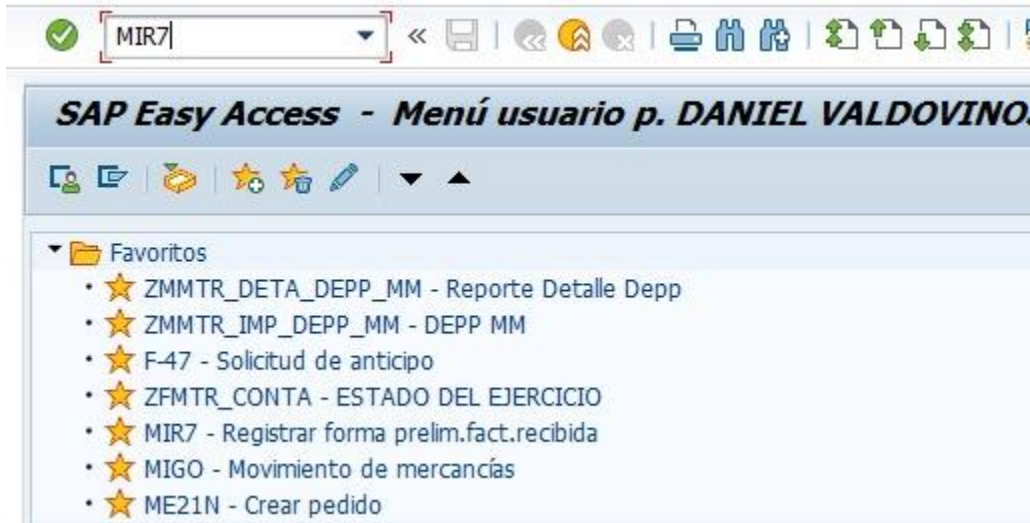 MIR7
SAP Easy Access - Menú usuario p. DANIEL VALDOVINOS
Favoritos
ZMMTR_DETA_DEPP_MM - Reporte Detalle Depp
ZMMTR_IMP_DEPP_MM - DEPP MM
F-47 - Solicitud de anticipo
ZFMTR_CONTA - ESTADO DEL EJERCICIO
MIR7 - Registrar forma prelim.fact.recibida
MIGO - Movimiento de mercancías
ME21N - Crear pedido